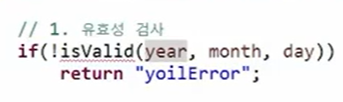 // 1. 유효성 검사
if(!isValid(year, month, day))
return "yoilError";